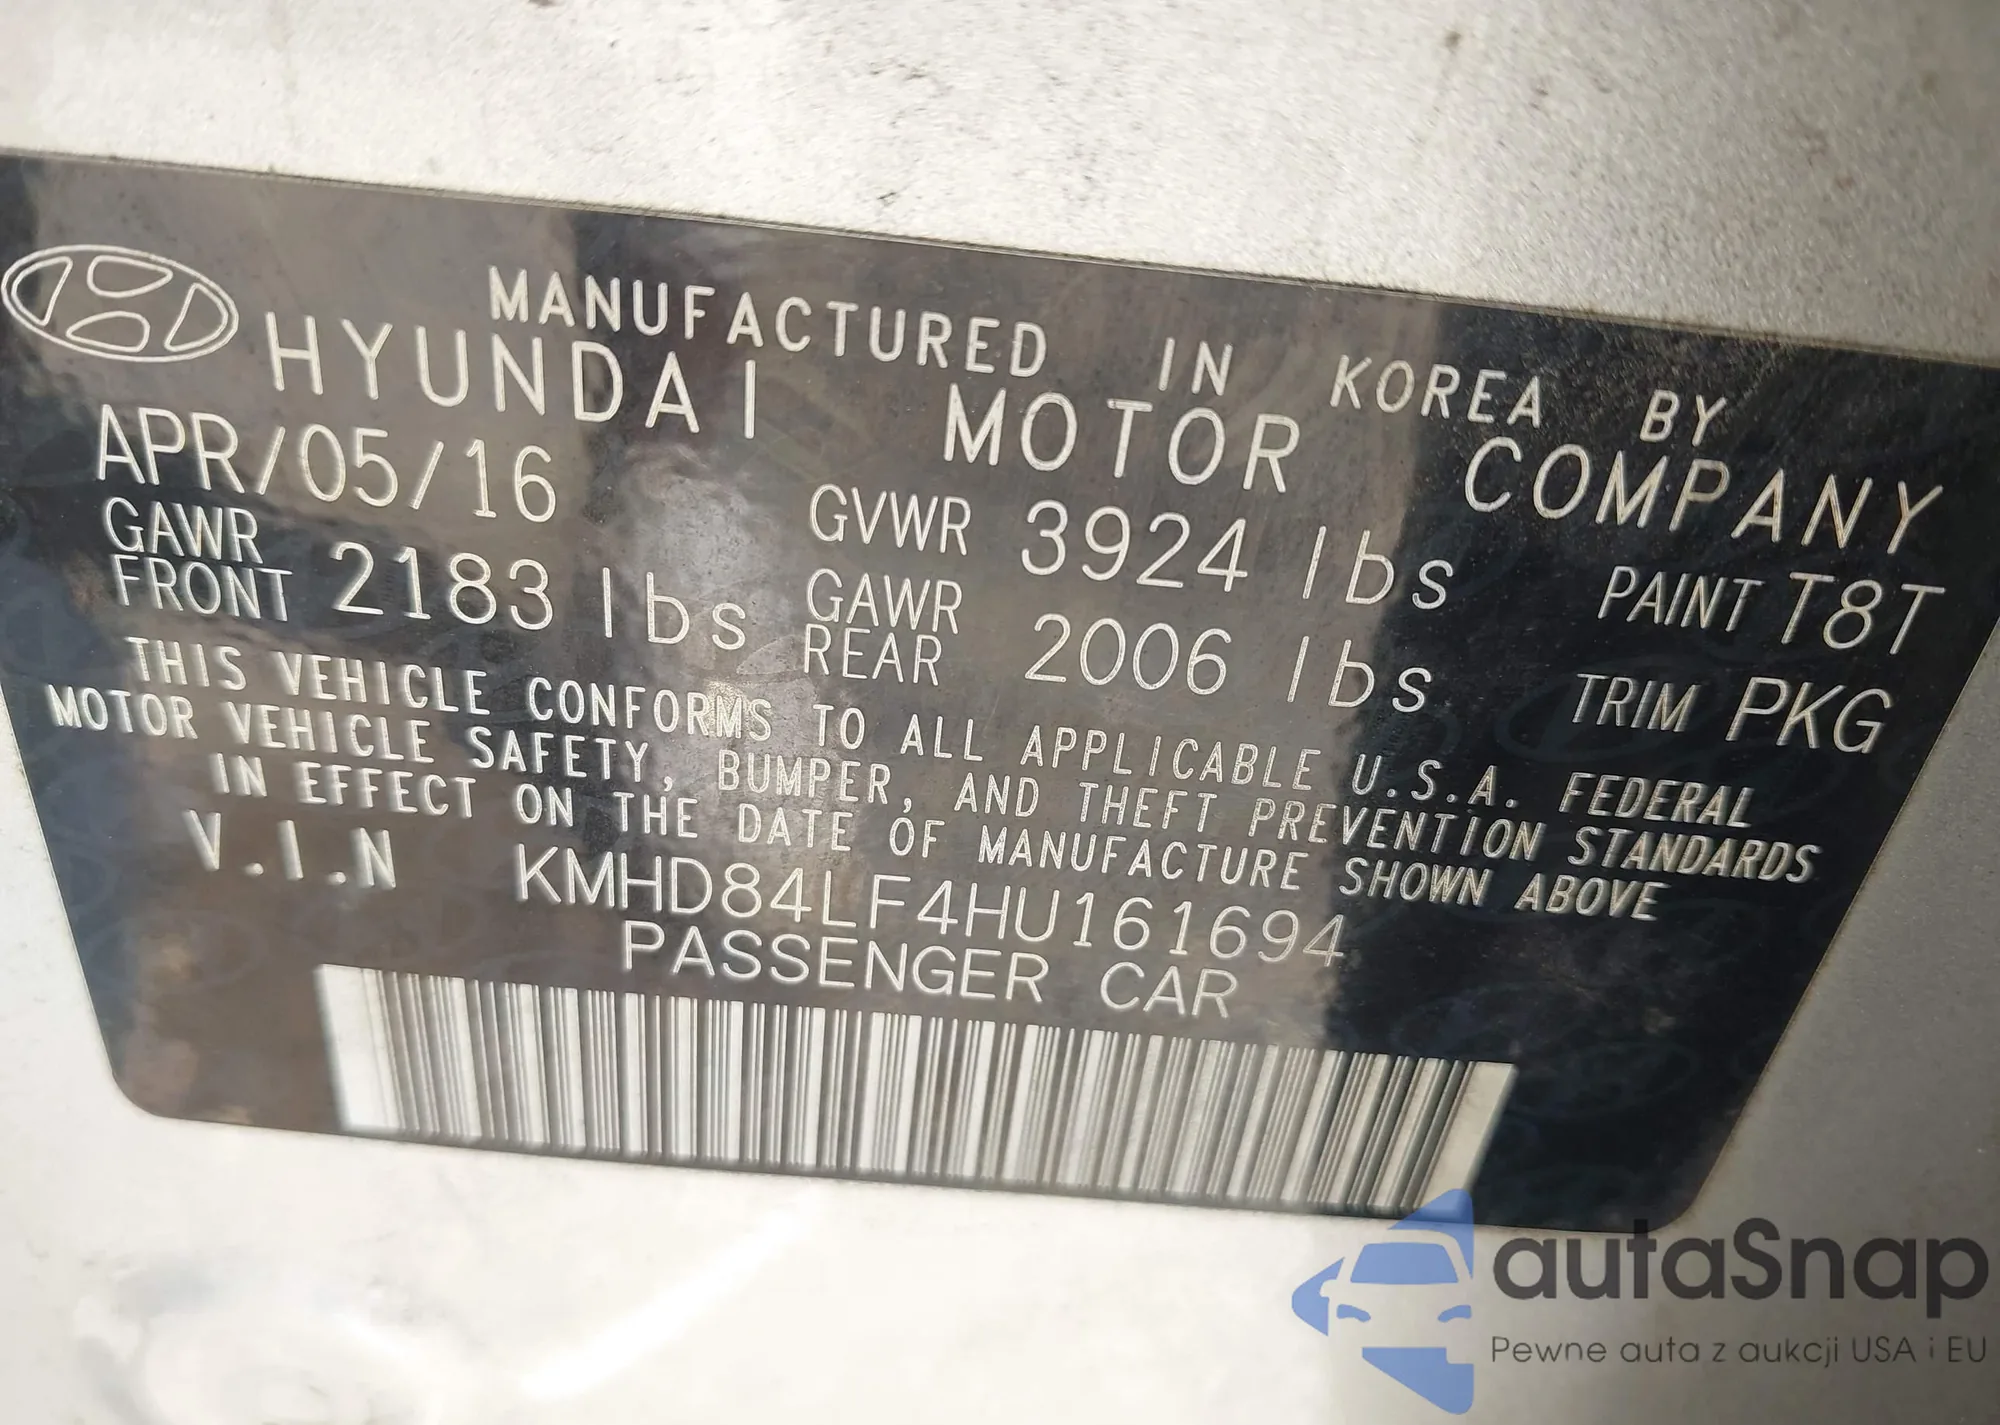 MANUFACTURED IN KOREA BY
HYUNDAI MOTOR COMPANY
APR/05/16 GVWR 3924 lbs PAINT T8T
GAWR FRONT 2183 lbs GAWR REAR 2006 lbs TRIM PKG
THIS VEHICLE CONFORMS TO ALL APPLICABLE U.S.A. FEDERAL
MOTOR VEHICLE SAFETY, BUMPER, AND THEFT PREVENTION STANDARDS
IN EFFECT ON THE DATE OF MANUFACTURE SHOWN ABOVE
V.I.N KMHD84LF4HU161694
PASSENGER CAR
autaSnap
Pewne auta z aukcji USA i EU